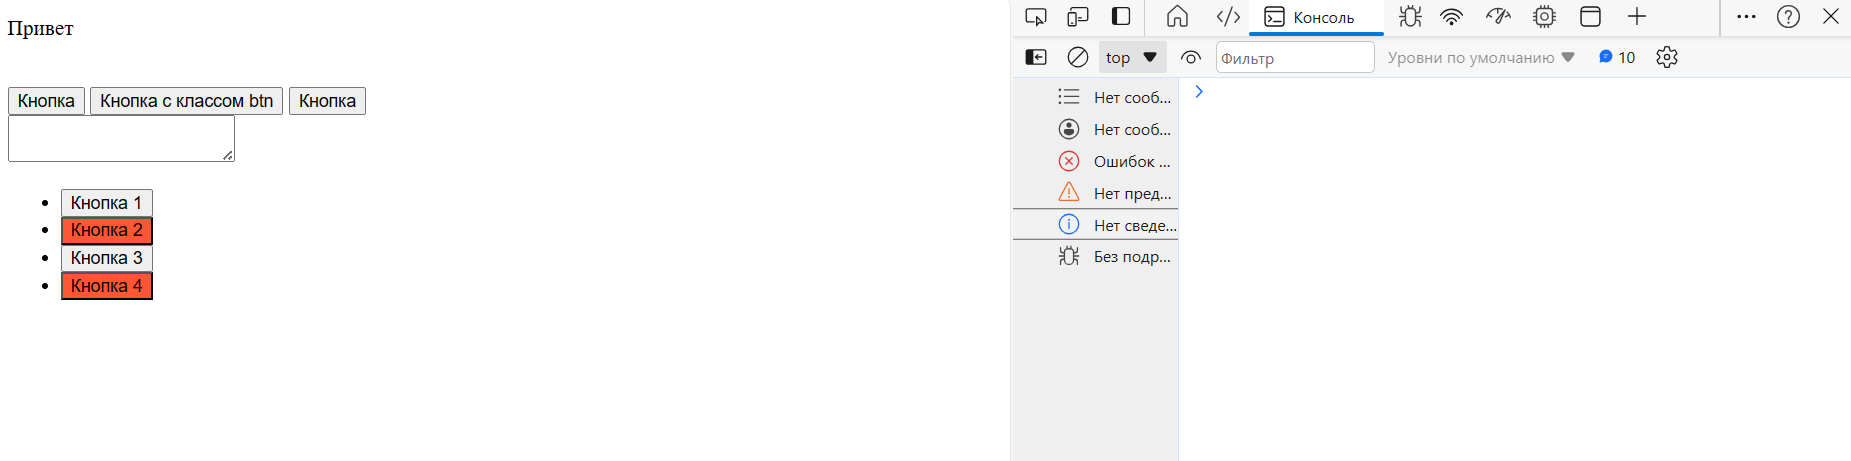 Привет
Кнопка Кнопка с классом btn Кнопка
Кнопка 1
Кнопка 2
Кнопка 3
Кнопка 4
Консоль
top Фильтр Уровни по умолчанию 10
Нет сооб...
Нет сооб...
Ошибок ...
Нет пред...
Нет сведе...
Без подр...